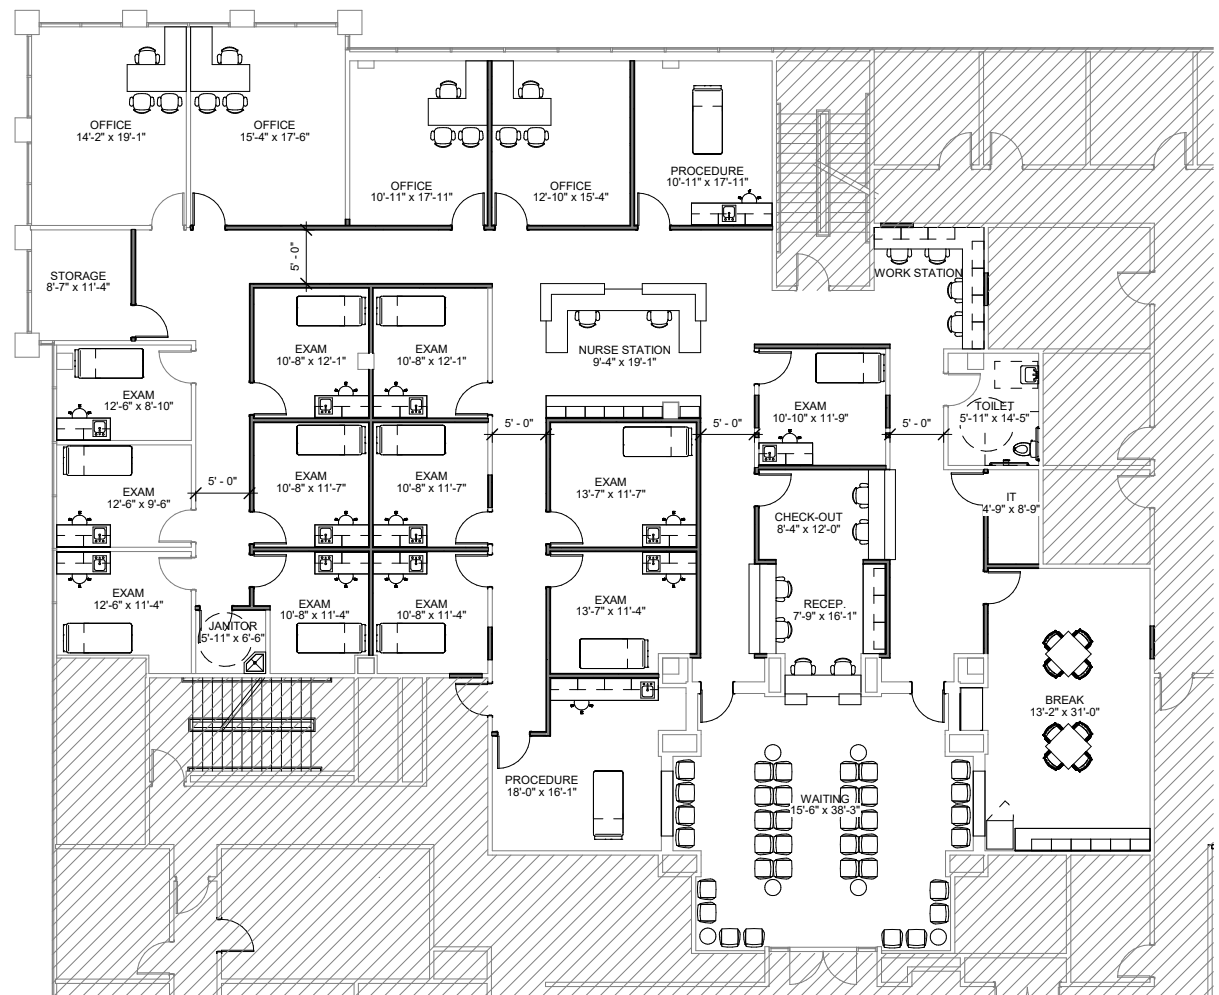 OFFICE
14'-2" x 19'-1"
OFFICE
15'-4" x 17'-6"
OFFICE
10'-11" x 17'-11"
OFFICE
12'-10" x 15'-4"
PROCEDURE
10'-11" x 17'-11"
5' - 0"
STORAGE
8'-7" x 11'-4"
WORK STATION
EXAM
10'-8" x 12'-1"
EXAM
10'-8" x 12'-1"
NURSE STATION
9'-4" x 19'-1"
EXAM
12'-6" x 8'-10"
EXAM
10'-10" x 11'-9"
TOILET
5'-11" x 14'-5"
5' - 0"
5' - 0"
5' - 0"
EXAM
12'-6" x 9'-6"
5' - 0"
EXAM
10'-8" x 11'-7"
EXAM
10'-8" x 11'-7"
EXAM
13'-7" x 11'-7"
CHECK-OUT
8'-4" x 12'-0"
IT
4'-9" x 8'-9"
EXAM
12'-6" x 11'-4"
EXAM
10'-8" x 11'-4"
EXAM
10'-8" x 11'-4"
EXAM
13'-7" x 11'-4"
RECEP.
7'-9" x 16'-1"
JANITOR
5'-11" x 6'-6"
BREAK
13'-2" x 31'-0"
PROCEDURE
18'-0" x 16'-1"
WAITING
15'-6" x 38'-3"